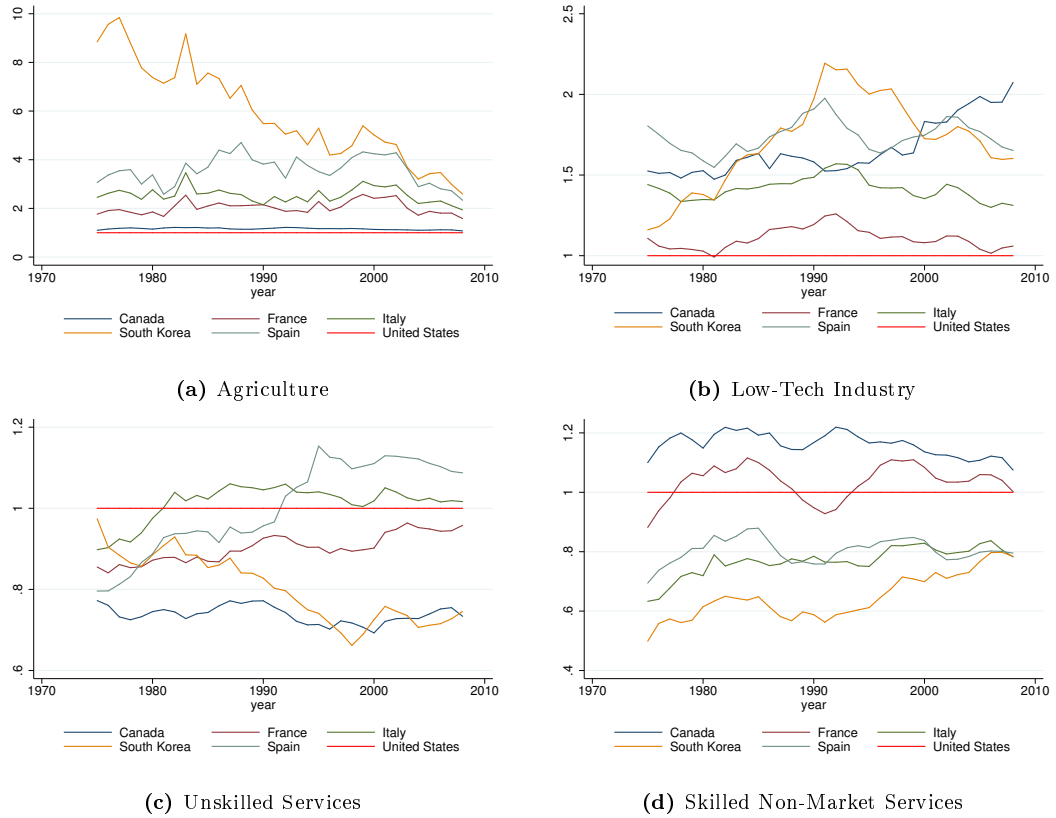 10
8
6
4
2
0
1970 1980 1990 2000 2010
year
Canada France Italy
South Korea Spain United States
(a) Agriculture
2.5
2
1.5
1
1970 1980 1990 2000 2010
year
Canada France Italy
South Korea Spain United States
(b) Low-Tech Industry
1.2
1
.8
.6
1970 1980 1990 2000 2010
year
Canada France Italy
South Korea Spain United States
(c) Unskilled Services
1.2
1
.8
.6
.4
1970 1980 1990 2000 2010
year
Canada France Italy
South Korea Spain United States
(d) Skilled Non-Market Services